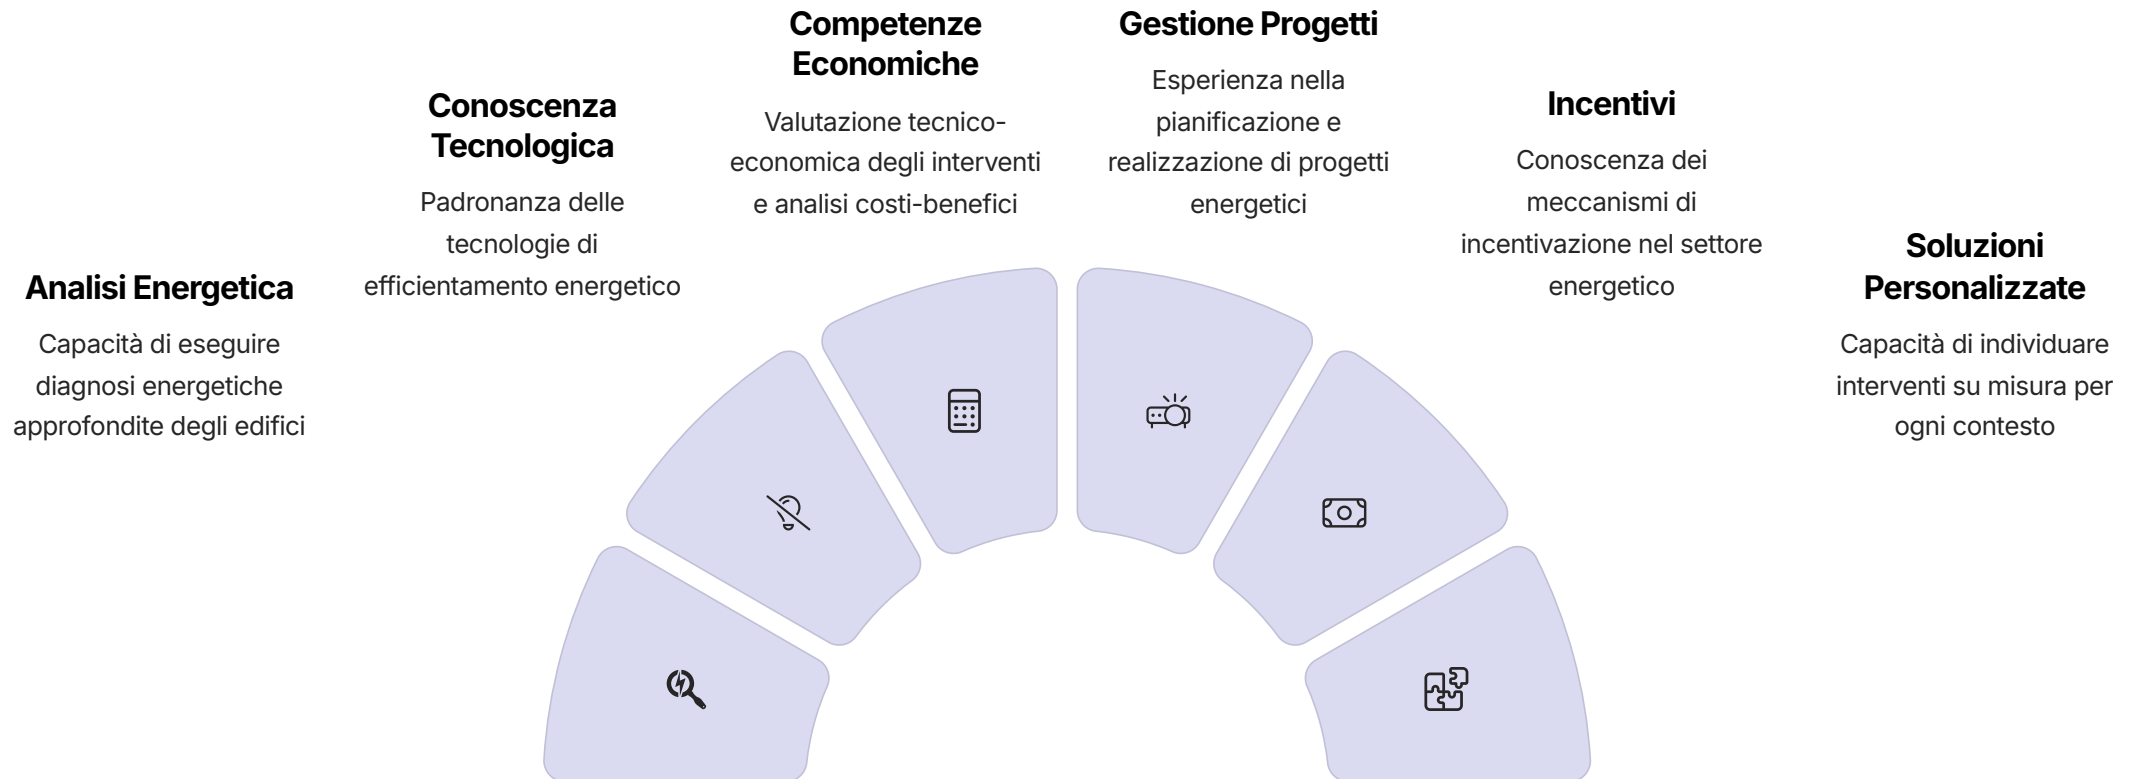 Analisi Energetica
Capacità di eseguire
diagnosi energetiche
approfondite degli edifici
Conoscenza
Tecnologica
Padronanza delle
tecnologie di
efficientamento energetico
Competenze
Economiche
Valutazione tecnico-
economica degli interventi
e analisi costi-benefici
Gestione Progetti
Esperienza nella
pianificazione e
realizzazione di progetti
energetici
Incentivi
Conoscenza dei
meccanismi di
incentivazione nel settore
energetico
Soluzioni
Personalizzate
Capacità di individuare
interventi su misura per
ogni contesto